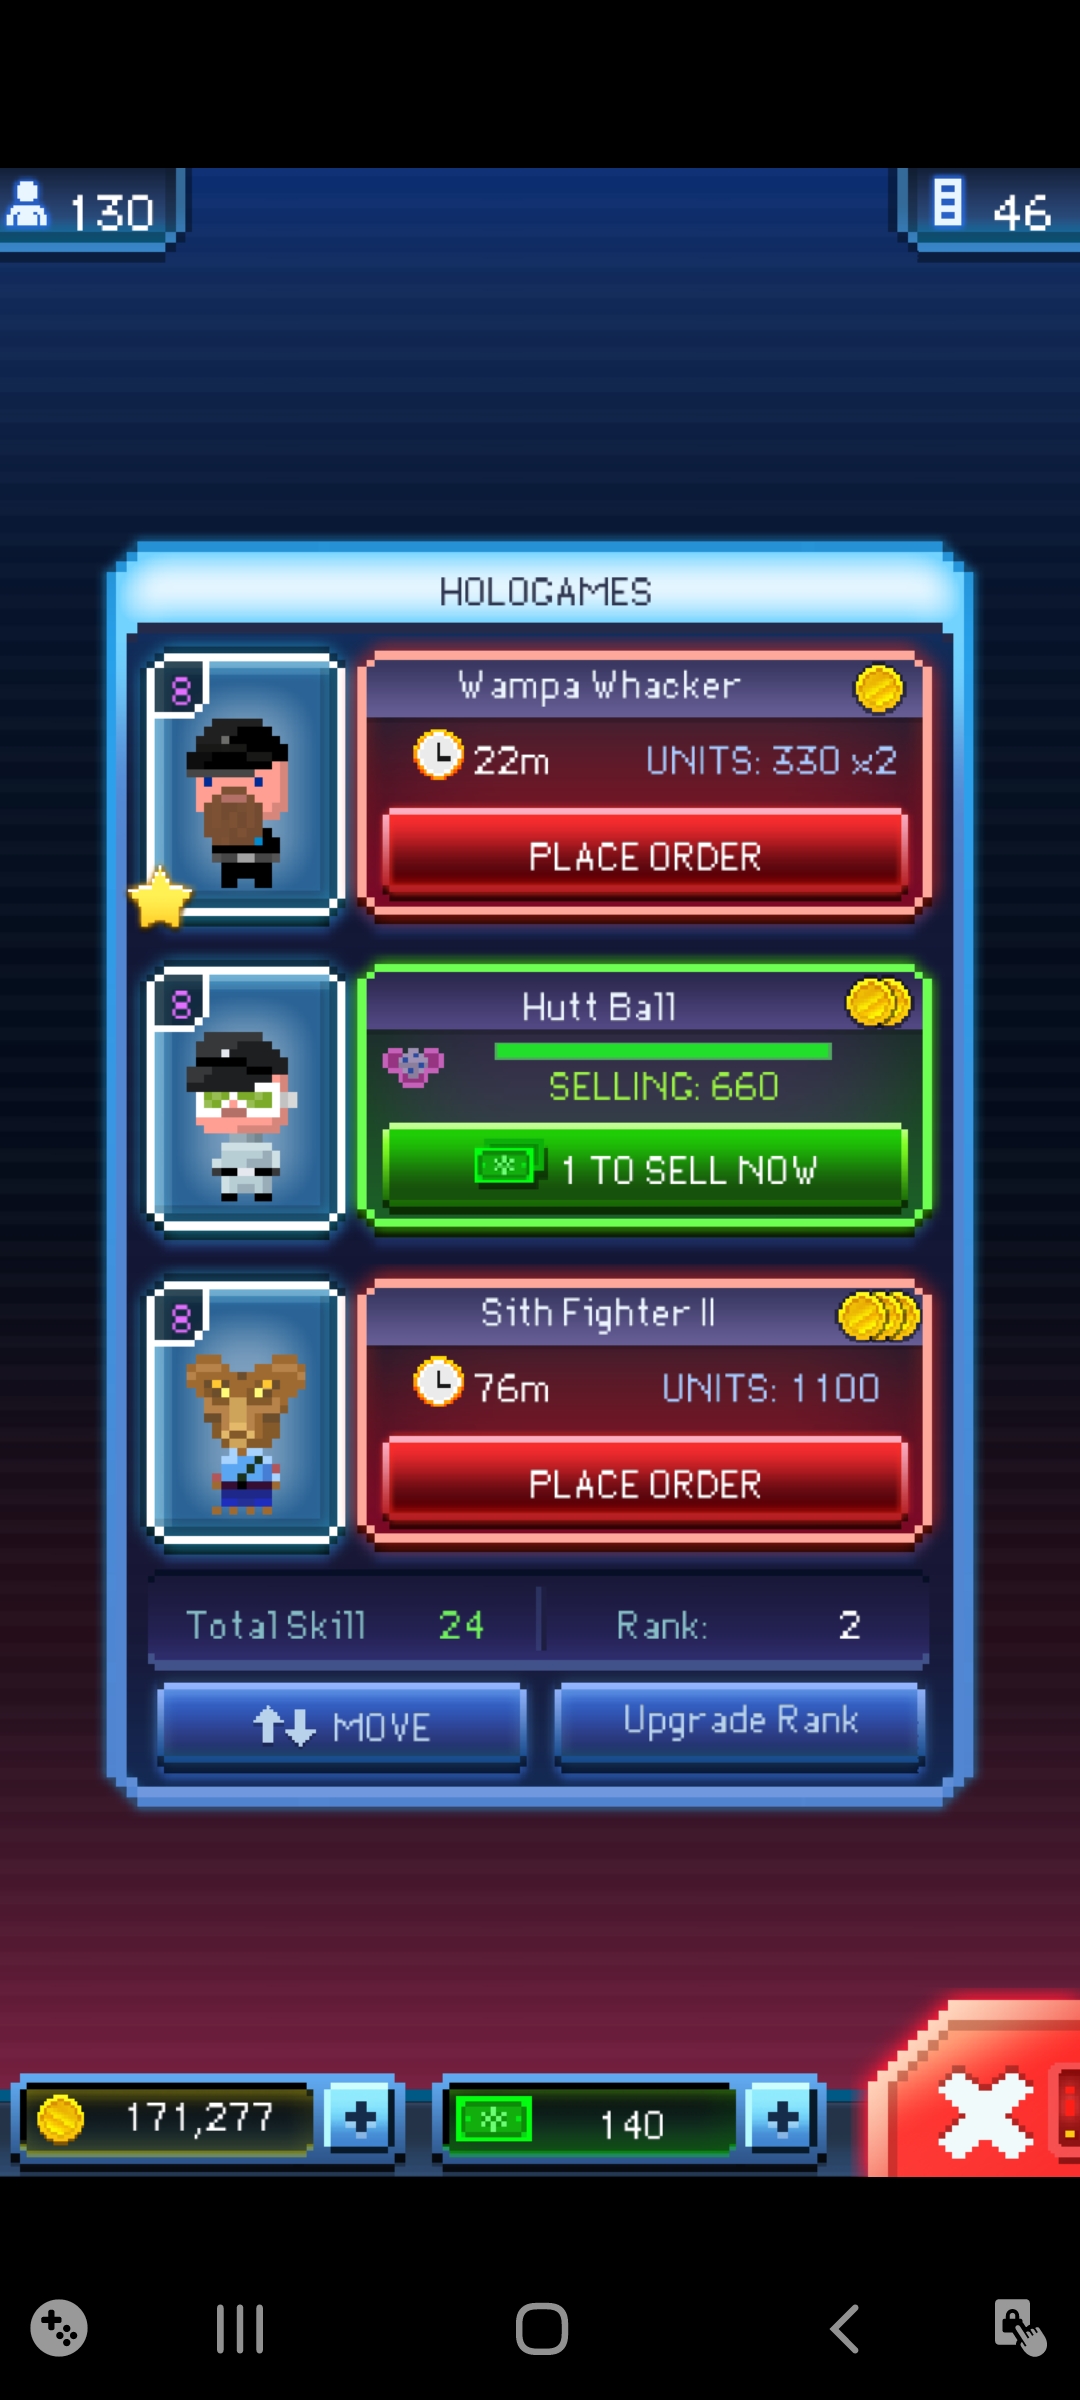 130
46
HOLOGAMES
8
Wampa Whacker
22m UNITS: 330 x2
PLACE ORDER
8
Hutt Ball
SELLING: 660
1 TO SELL NOW
8
Sith Fighter II
76m UNITS: 1100
PLACE ORDER
Total Skill 24 Rank: 2
MOVE Upgrade Rank
171,277 140